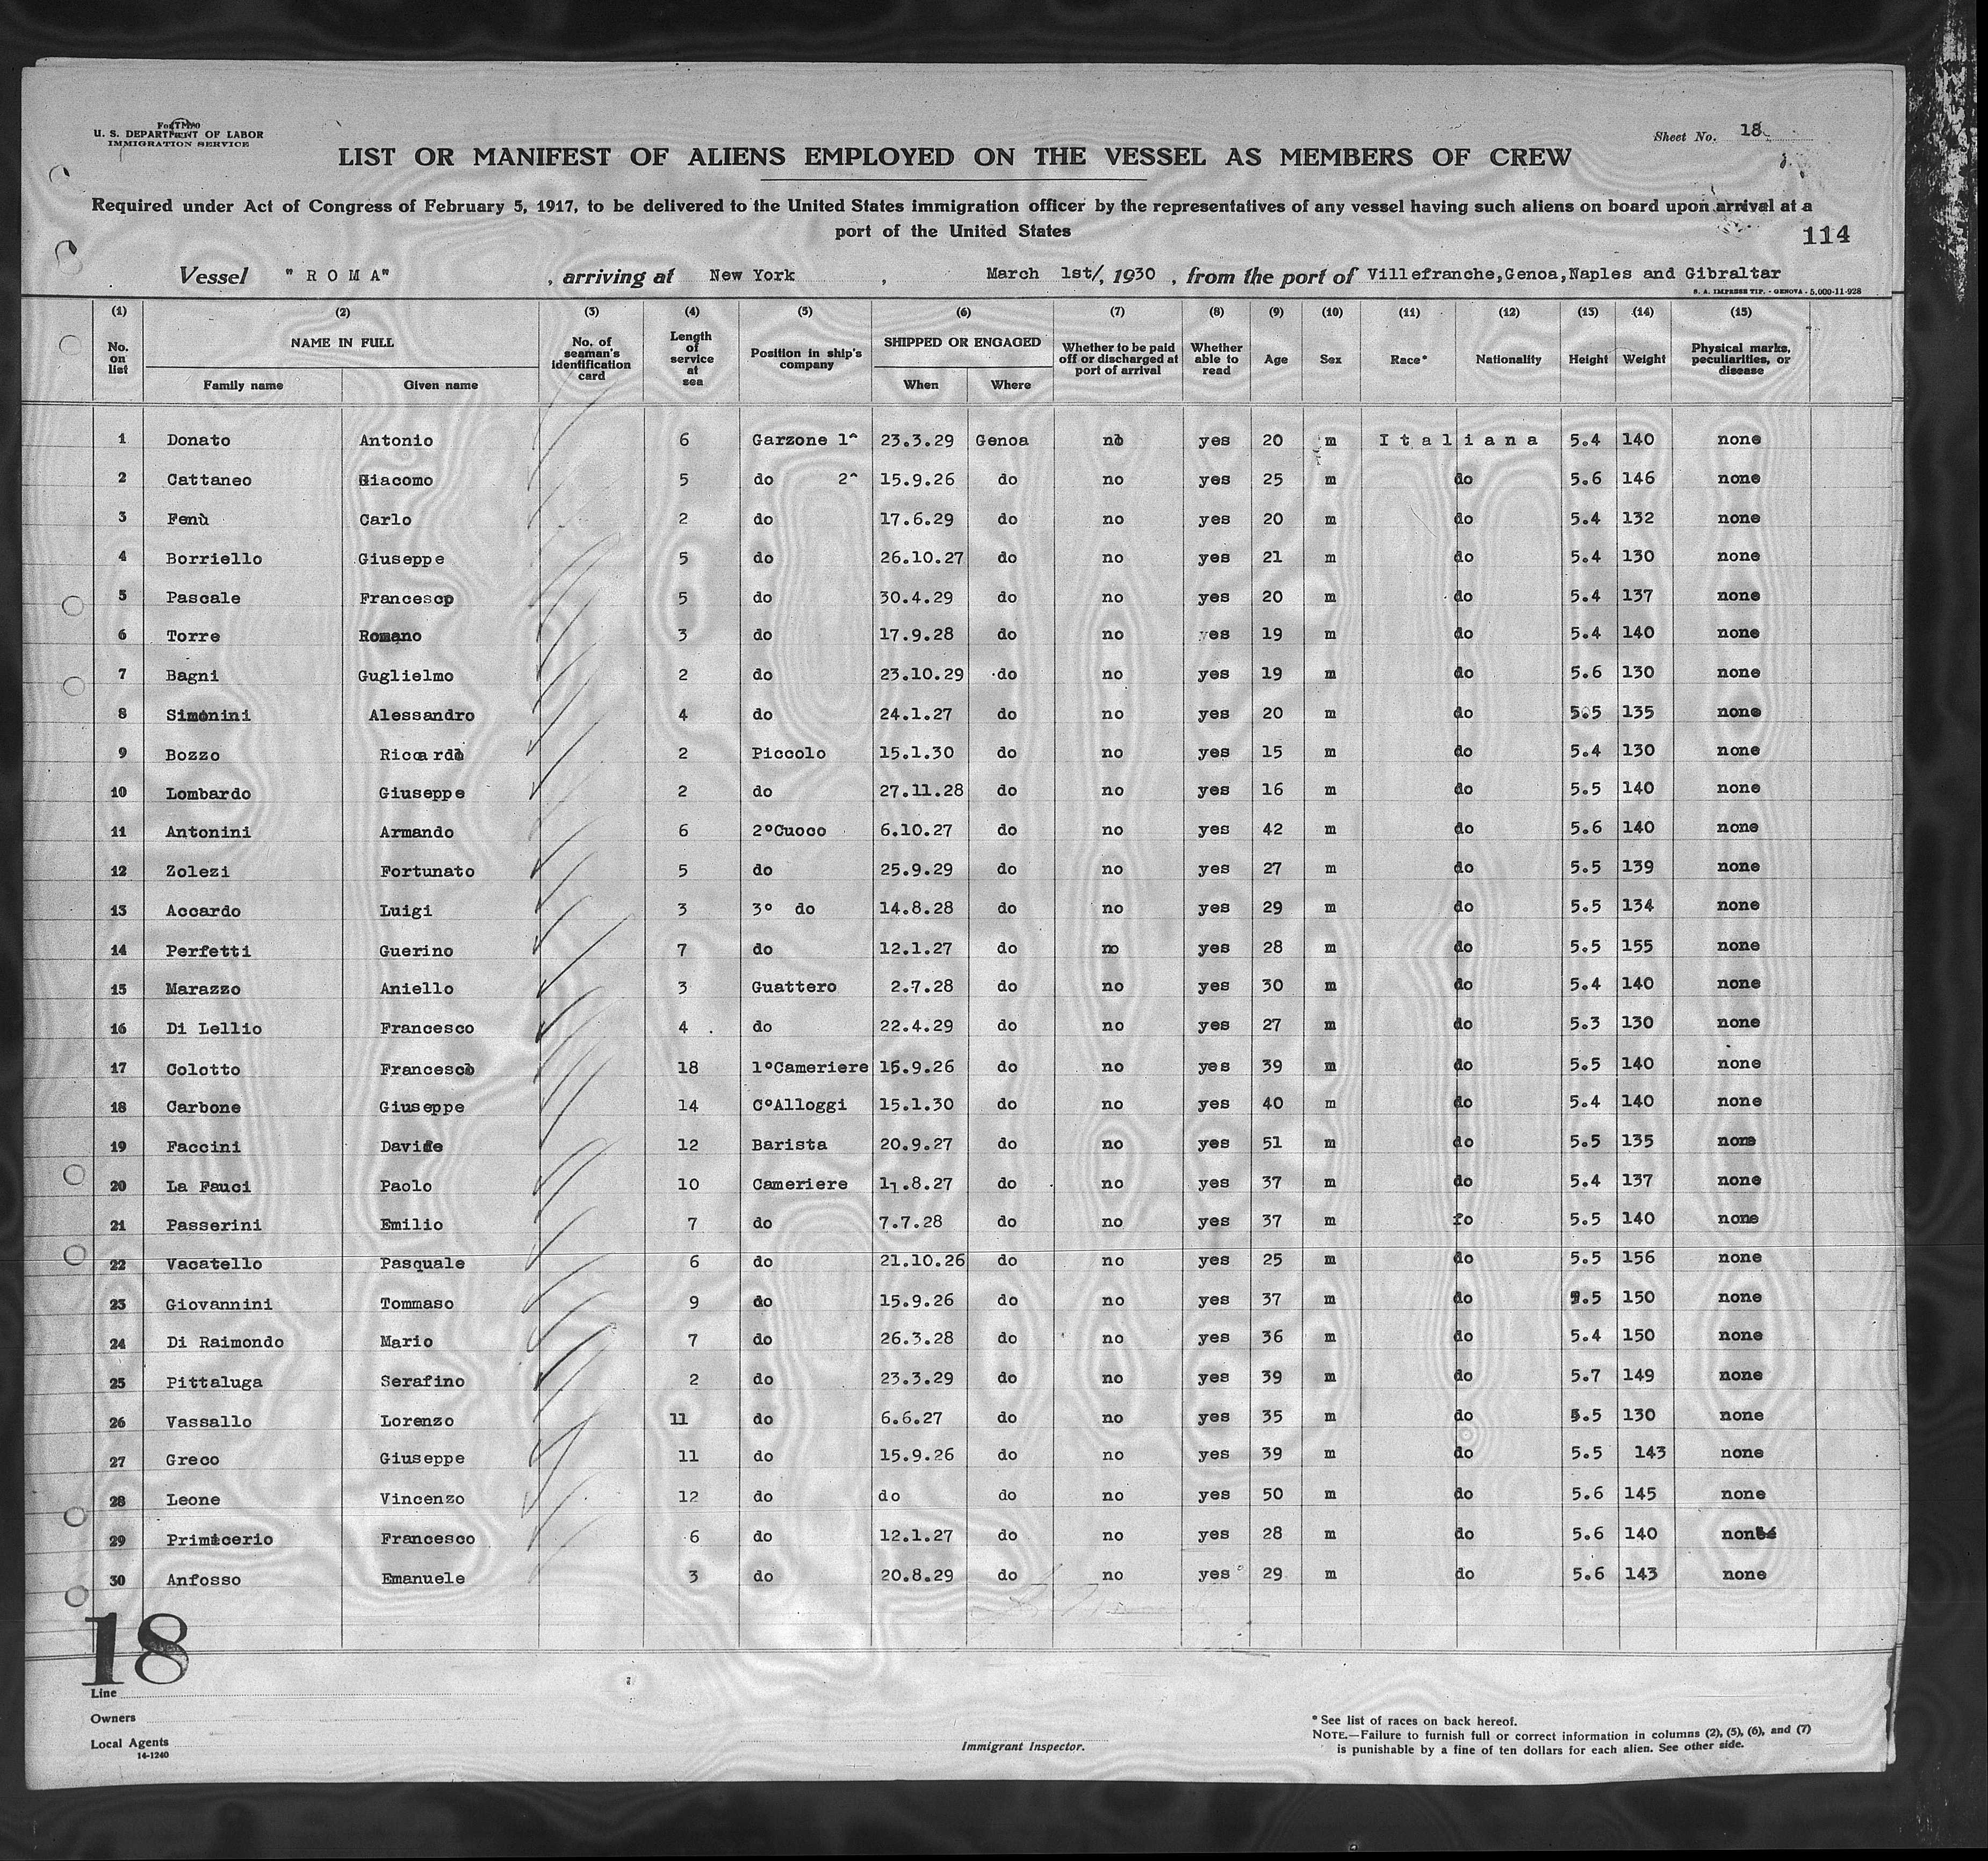 U. S. DEPARTMENT OF LABOR
IMMIGRATION SERVICE
Sheet No. 18
LIST OR MANIFEST OF ALIENS EMPLOYED ON THE VESSEL AS MEMBERS OF CREW
Required under Act of Congress of February 5, 1917, to be delivered to the United States immigration officer by the representatives of any vessel having such aliens on board upon arrival at a
port of the United States
114
Vessel " R O M A" , arriving at New York , March 1st/, 1930 , from the port of Villefranche,Genoa,Naples and Gibraltar
S. A. IMPRESE TIP. - GENOVA - 5.000-11-928
(1) (2) (3) (4) (5) (6) (7) (8) (9) (10) (11) (12) (13) (14) (15)
No. on list NAME IN FULL Family name Given name No. of seaman's identification card Length of service at sea Position in ship's company SHIPPED OR ENGAGED When Where Whether to be paid off or discharged at port of arrival Whether able to read Age Sex Race* Nationality Height Weight Physical marks, peculiarities, or disease
1 Donato Antonio 6 Garzone 1^ 23.3.29 Genoa no yes 20 m I t a l i a n a 5.4 140 none
2 Cattaneo Giacomo 5 do 2^ 15.9.26 do no yes 25 m do 5.6 146 none
3 Fenù Carlo 2 do 17.6.29 do no yes 20 m do 5.4 132 none
4 Borriello Giuseppe 5 do 26.10.27 do no yes 21 m do 5.4 130 none
5 Pascale Francesco 5 do 30.4.29 do no yes 20 m do 5.4 137 none
6 Torre Romano 3 do 17.9.28 do no yes 19 m do 5.4 140 none
7 Bagni Guglielmo 2 do 23.10.29 do no yes 19 m do 5.6 130 none
8 Simonini Alessandro 4 do 24.1.27 do no yes 20 m do 5.5 135 none
9 Bozzo Riccardo 2 Piccolo 15.1.30 do no yes 15 m do 5.4 130 none
10 Lombardo Giuseppe 2 do 27.11.28 do no yes 16 m do 5.5 140 none
11 Antonini Armando 6 2°Cuoco 6.10.27 do no yes 42 m do 5.6 140 none
12 Zolezi Fortunato 5 do 25.9.29 do no yes 27 m do 5.5 139 none
13 Accardo Luigi 3 3° do 14.8.28 do no yes 29 m do 5.5 134 none
14 Perfetti Guerino 7 do 12.1.27 do no yes 28 m do 5.5 155 none
15 Marazzo Aniello 3 Guattero 2.7.28 do no yes 30 m do 5.4 140 none
16 Di Lellio Francesco 4 do 22.4.29 do no yes 27 m do 5.3 130 none
17 Colotto Francesco 18 1°Cameriere 15.9.26 do no yes 39 m do 5.5 140 none
18 Carbone Giuseppe 14 C°Alloggi 15.1.30 do no yes 40 m do 5.4 140 none
19 Faccini Davide 12 Barista 20.9.27 do no yes 51 m do 5.5 135 none
20 La Fauci Paolo 10 Cameriere 11.8.27 do no yes 37 m do 5.4 137 none
21 Passerini Emilio 7 do 7.7.28 do no yes 37 m fo 5.5 140 none
22 Vacatello Pasquale 6 do 21.10.26 do no yes 25 m do 5.5 156 none
23 Giovannini Tommaso 9 do 15.9.26 do no yes 37 m do 5.5 150 none
24 Di Raimondo Mario 7 do 26.3.28 do no yes 36 m do 5.4 150 none
25 Pittaluga Serafino 2 do 23.3.29 do no yes 39 m do 5.7 149 none
26 Vassallo Lorenzo 11 do 6.6.27 do no yes 35 m do 5.5 130 none
27 Greco Giuseppe 11 do 15.9.26 do no yes 39 m do 5.5 143 none
28 Leone Vincenzo 12 do do do no yes 50 m do 5.6 145 none
29 Primicerio Francesco 6 do 12.1.27 do no yes 28 m do 5.6 140 none
30 Anfosso Emanuele 3 do 20.8.29 do no yes 29 m do 5.6 143 none
18
Line
Owners
Local Agents
14-1240
Immigrant Inspector.
* See list of races on back hereof.
NOTE.—Failure to furnish full or correct information in columns (2), (5), (6), and (7)
is punishable by a fine of ten dollars for each alien. See other side.